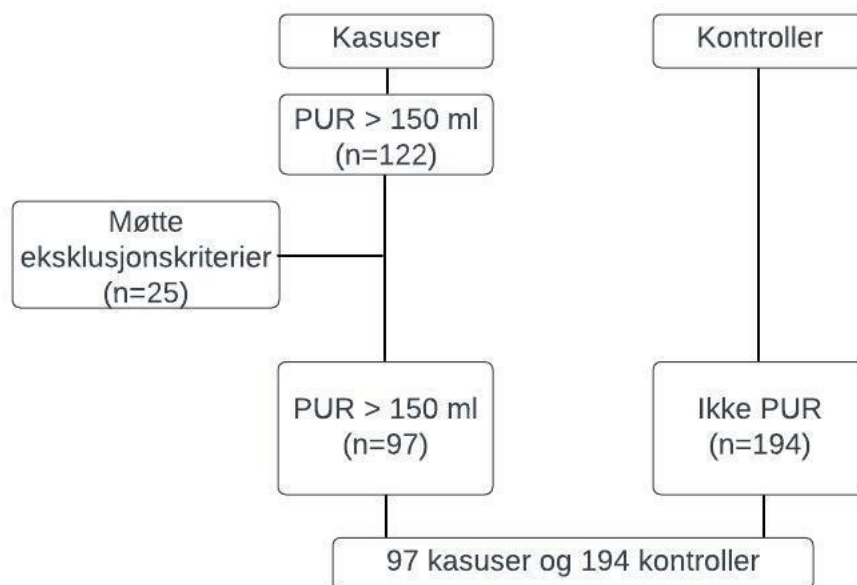 Kasuser
Kontroller
PUR > 150 ml
(n=122)
Møtte
eksklusjonskriterier
(n=25)
PUR > 150 ml
(n=97)
Ikke PUR
(n=194)
97 kasuser og 194 kontroller